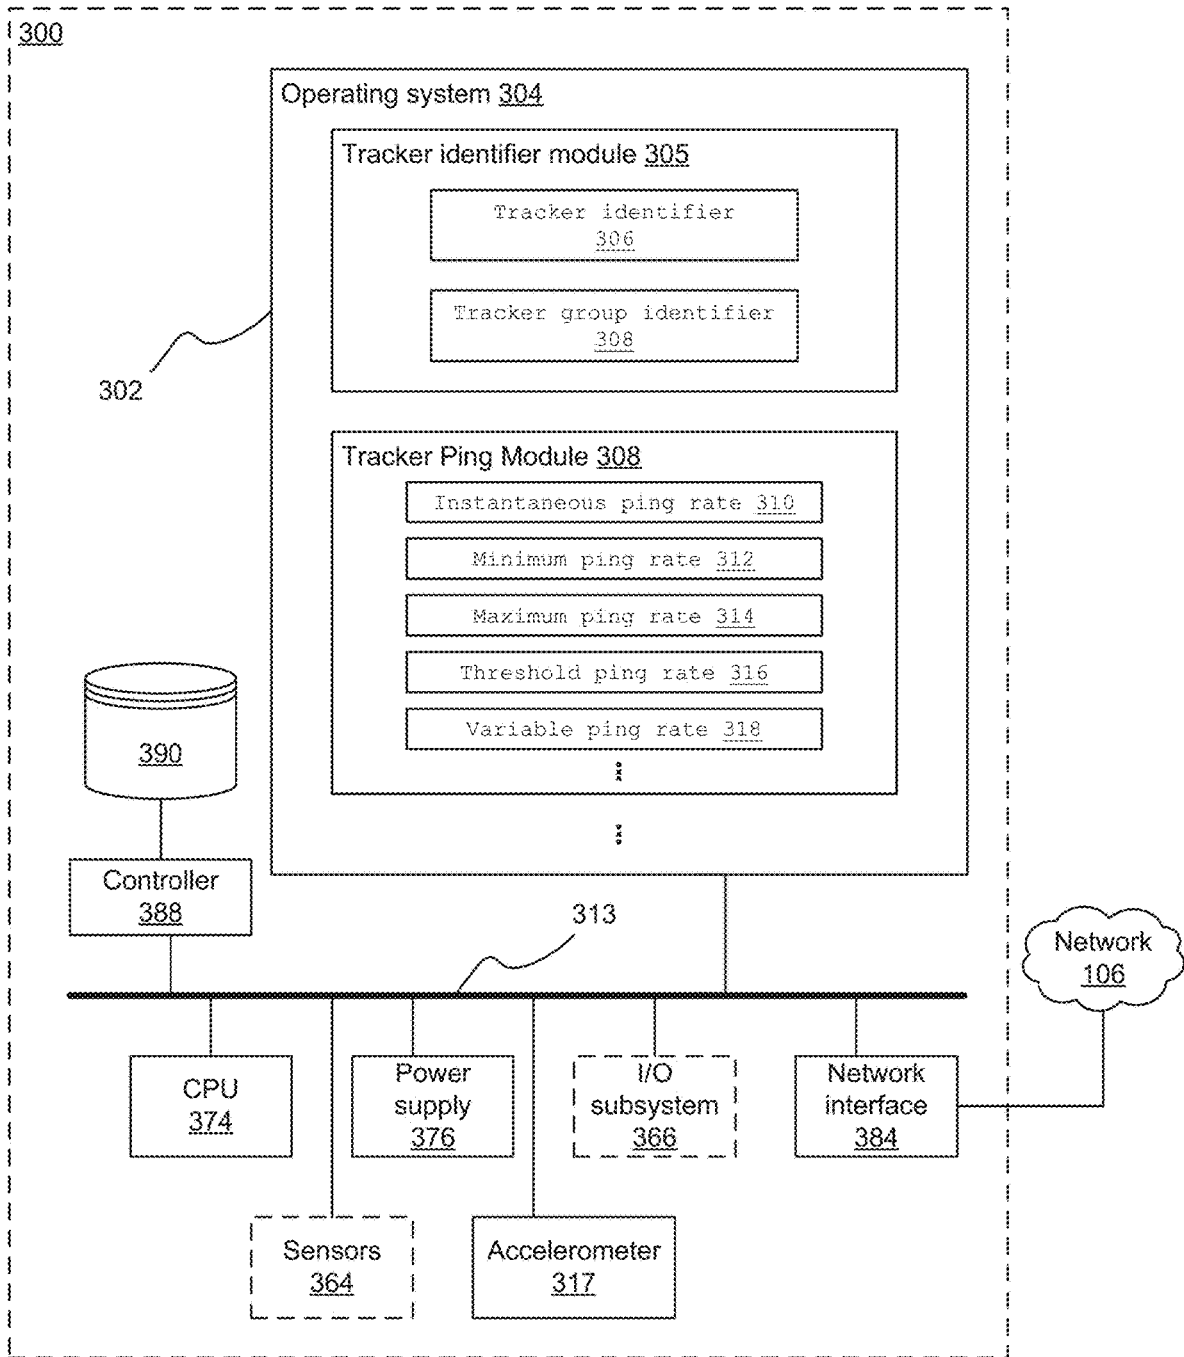 300
Operating system 304
Tracker identifier module 305
Tracker identifier
306
Tracker group identifier
308
302
Tracker Ping Module 308
Instantaneous ping rate 310
Minimum ping rate 312
Maximum ping rate 314
Threshold ping rate 316
Variable ping rate 318
390
Controller
388
313
Network
106
CPU
374
Power
supply
376
I/O
subsystem
366
Network
interface
384
Sensors
364
Accelerometer
317